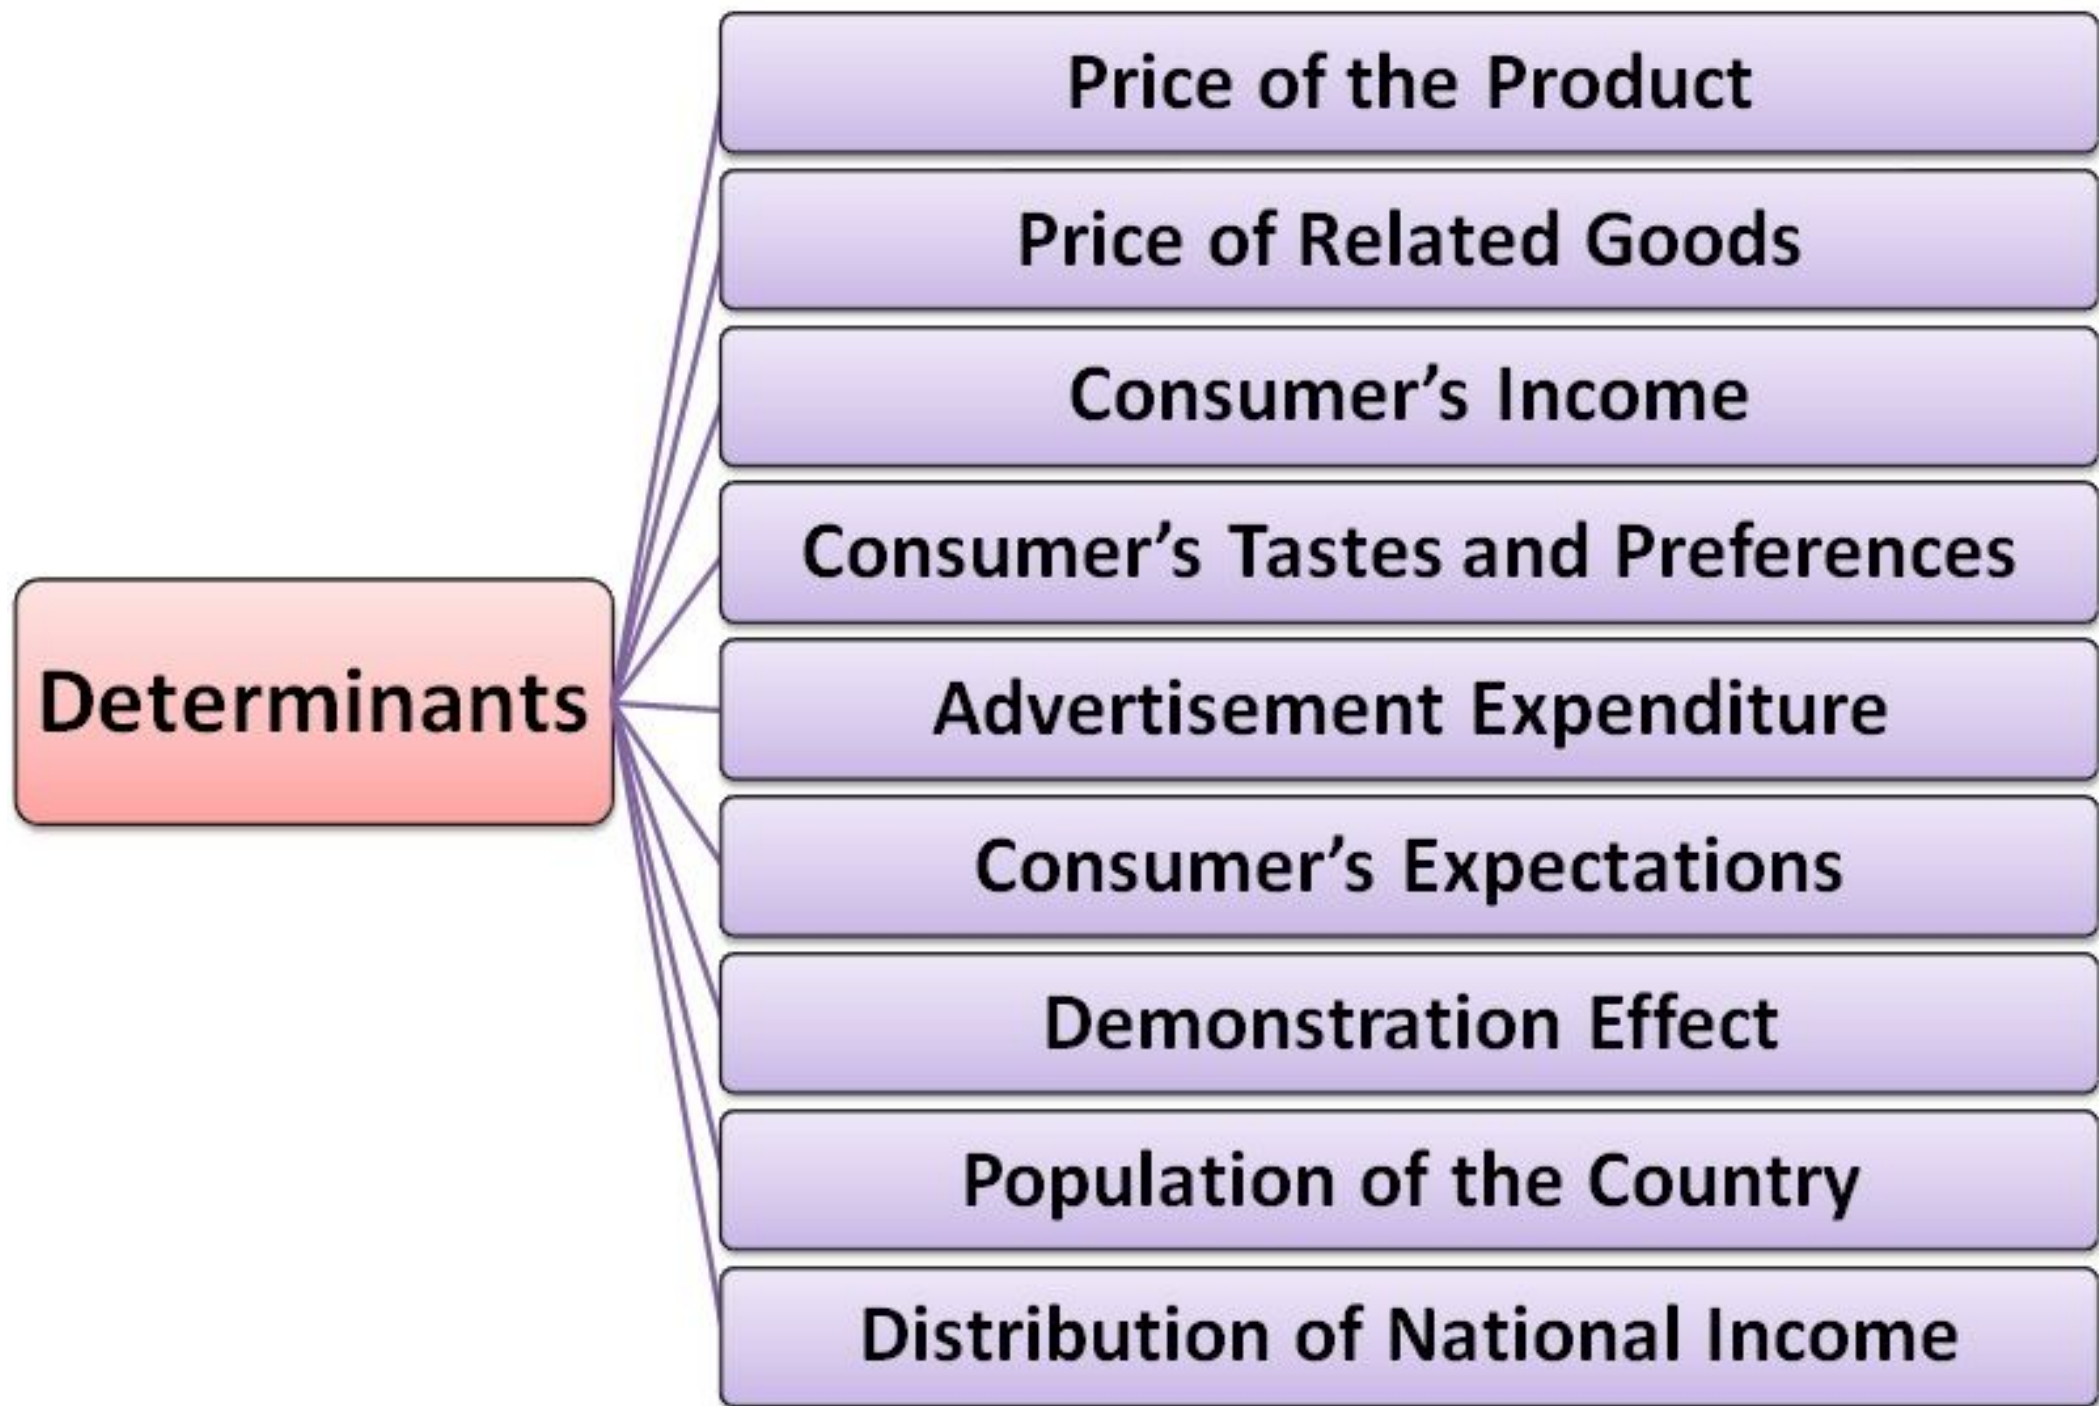 Determinants
Price of the Product
Price of Related Goods
Consumer’s Income
Consumer’s Tastes and Preferences
Advertisement Expenditure
Consumer’s Expectations
Demonstration Effect
Population of the Country
Distribution of National Income